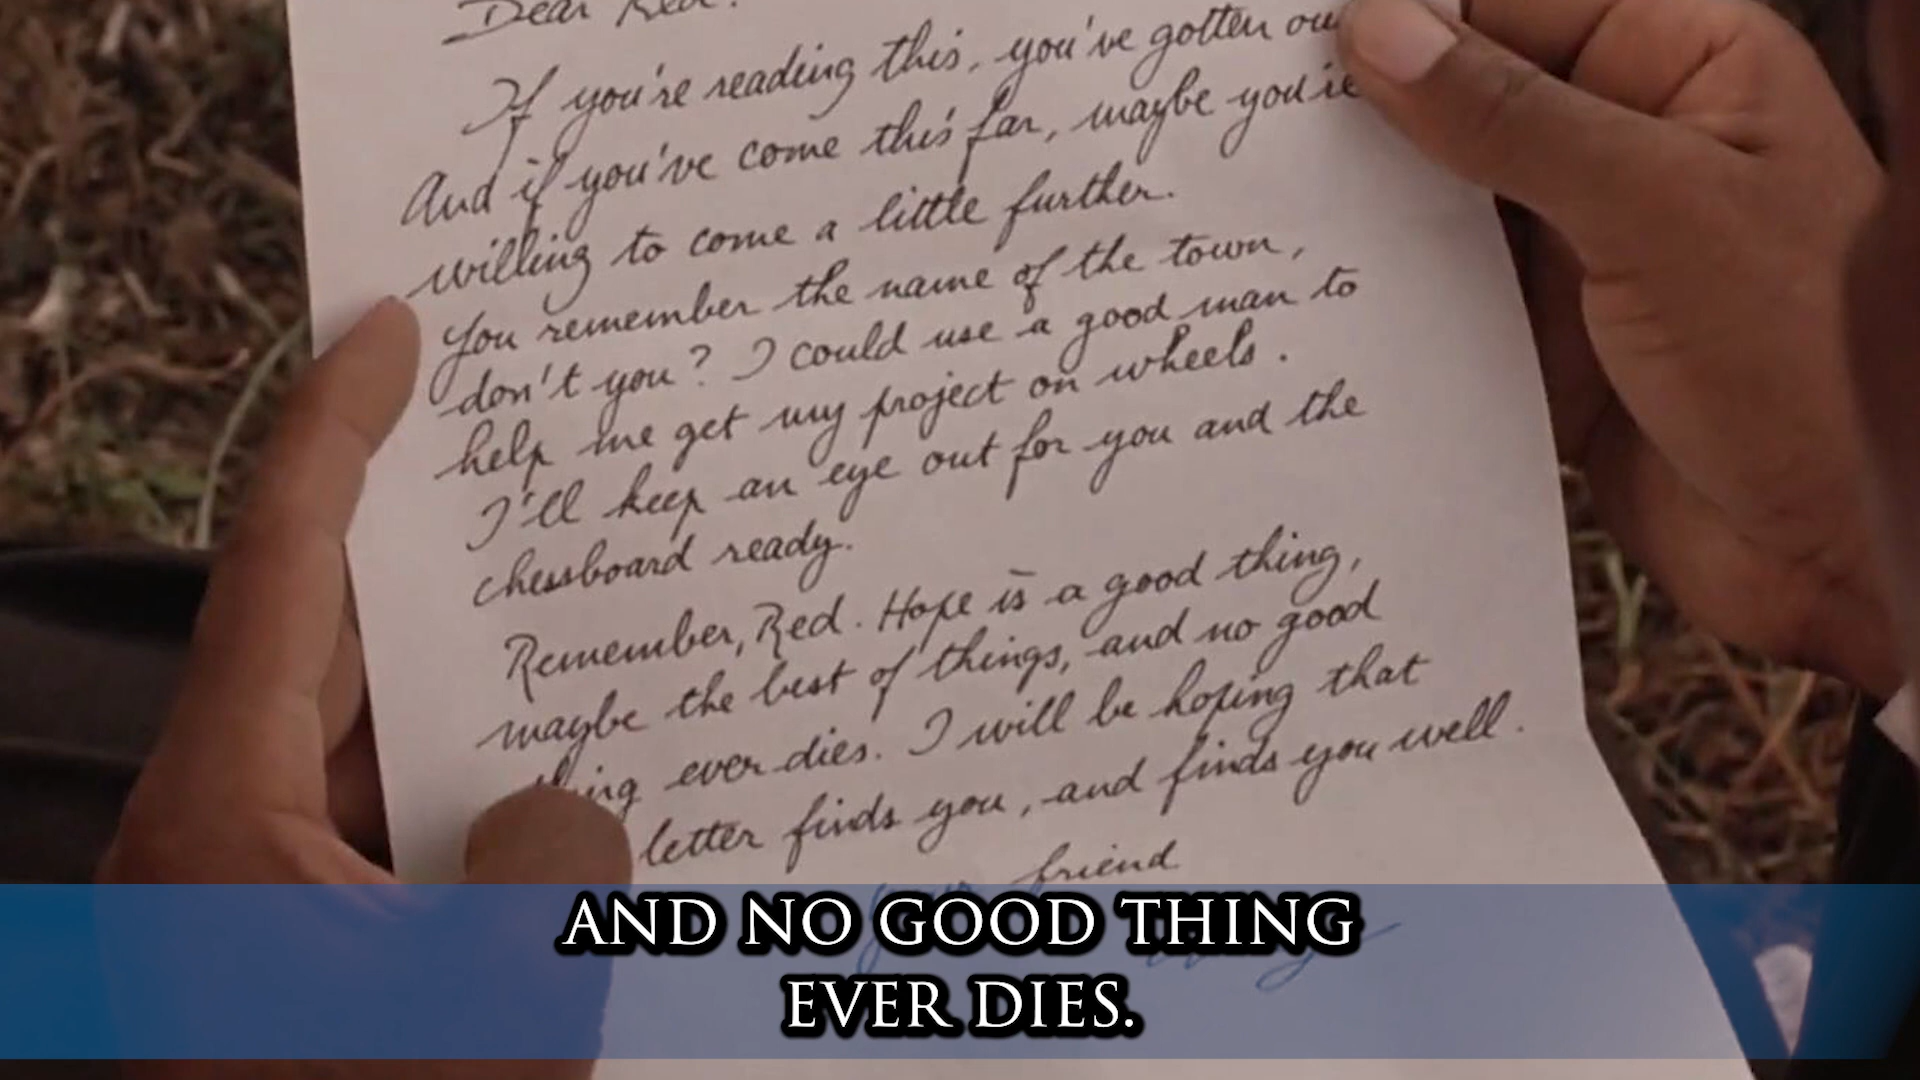 Dear Red:
If you're reading this, you've gotten ou
And if you've come this far, maybe you're
willing to come a little further.
You remember the name of the town,
don't you? I could use a good man to
help me get my project on wheels.
I'll keep an eye out for you and the
chessboard ready.
Remember, Red. Hope is a good thing,
maybe the best of things, and no good
thing ever dies. I will be hoping that
letter finds you, and finds you well.
friend
AND NO GOOD THING
EVER DIES.